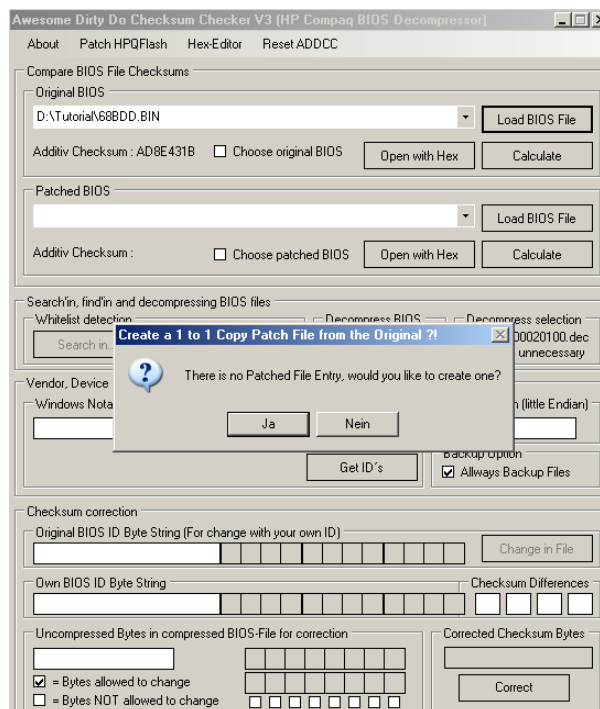 Awesome Dirty Do Checksum Checker V3 (HP Compaq BIOS Decompressor)
About Patch HPQFlash Hex-Editor Reset ADDCC
Compare BIOS File Checksums
Original BIOS
D:\Tutorial\68BDD.BIN
Load BIOS File
Additiv Checksum : AD8E431B
Choose original BIOS
Open with Hex
Calculate
Patched BIOS
Load BIOS File
Additiv Checksum :
Choose patched BIOS
Open with Hex
Calculate
Search'in, find'in and decompressing BIOS files
Whitelist detection
Decompress BIOS
Decompress selection
Search in..
00020100.dec
unnecessary
Create a 1 to 1 Copy Patch File from the Original ?!
There is no Patched File Entry, would you like to create one?
Ja
Nein
Vendor, Device
Windows Nota
(little Endian)
Get ID´s
Backup Option
Allways Backup Files
Checksum correction
Original BIOS ID Byte String (For change with your own ID)
Change in File
Own BIOS ID Byte String
Checksum Differences
Uncompressed Bytes in compressed BIOS-File for correction
Corrected Checksum Bytes
= Bytes allowed to change
= Bytes NOT allowed to change
Correct